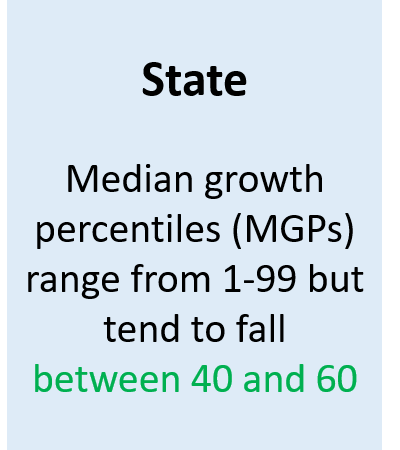 State
Median growth
percentiles (MGPs)
range from 1-99 but
tend to fall
between 40 and 60